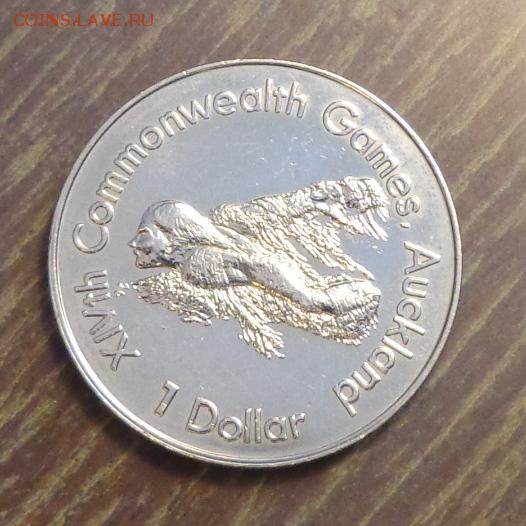 COINS.LAVE.RU
XIVth Commonwealth Games, Auckland
1 Dollar